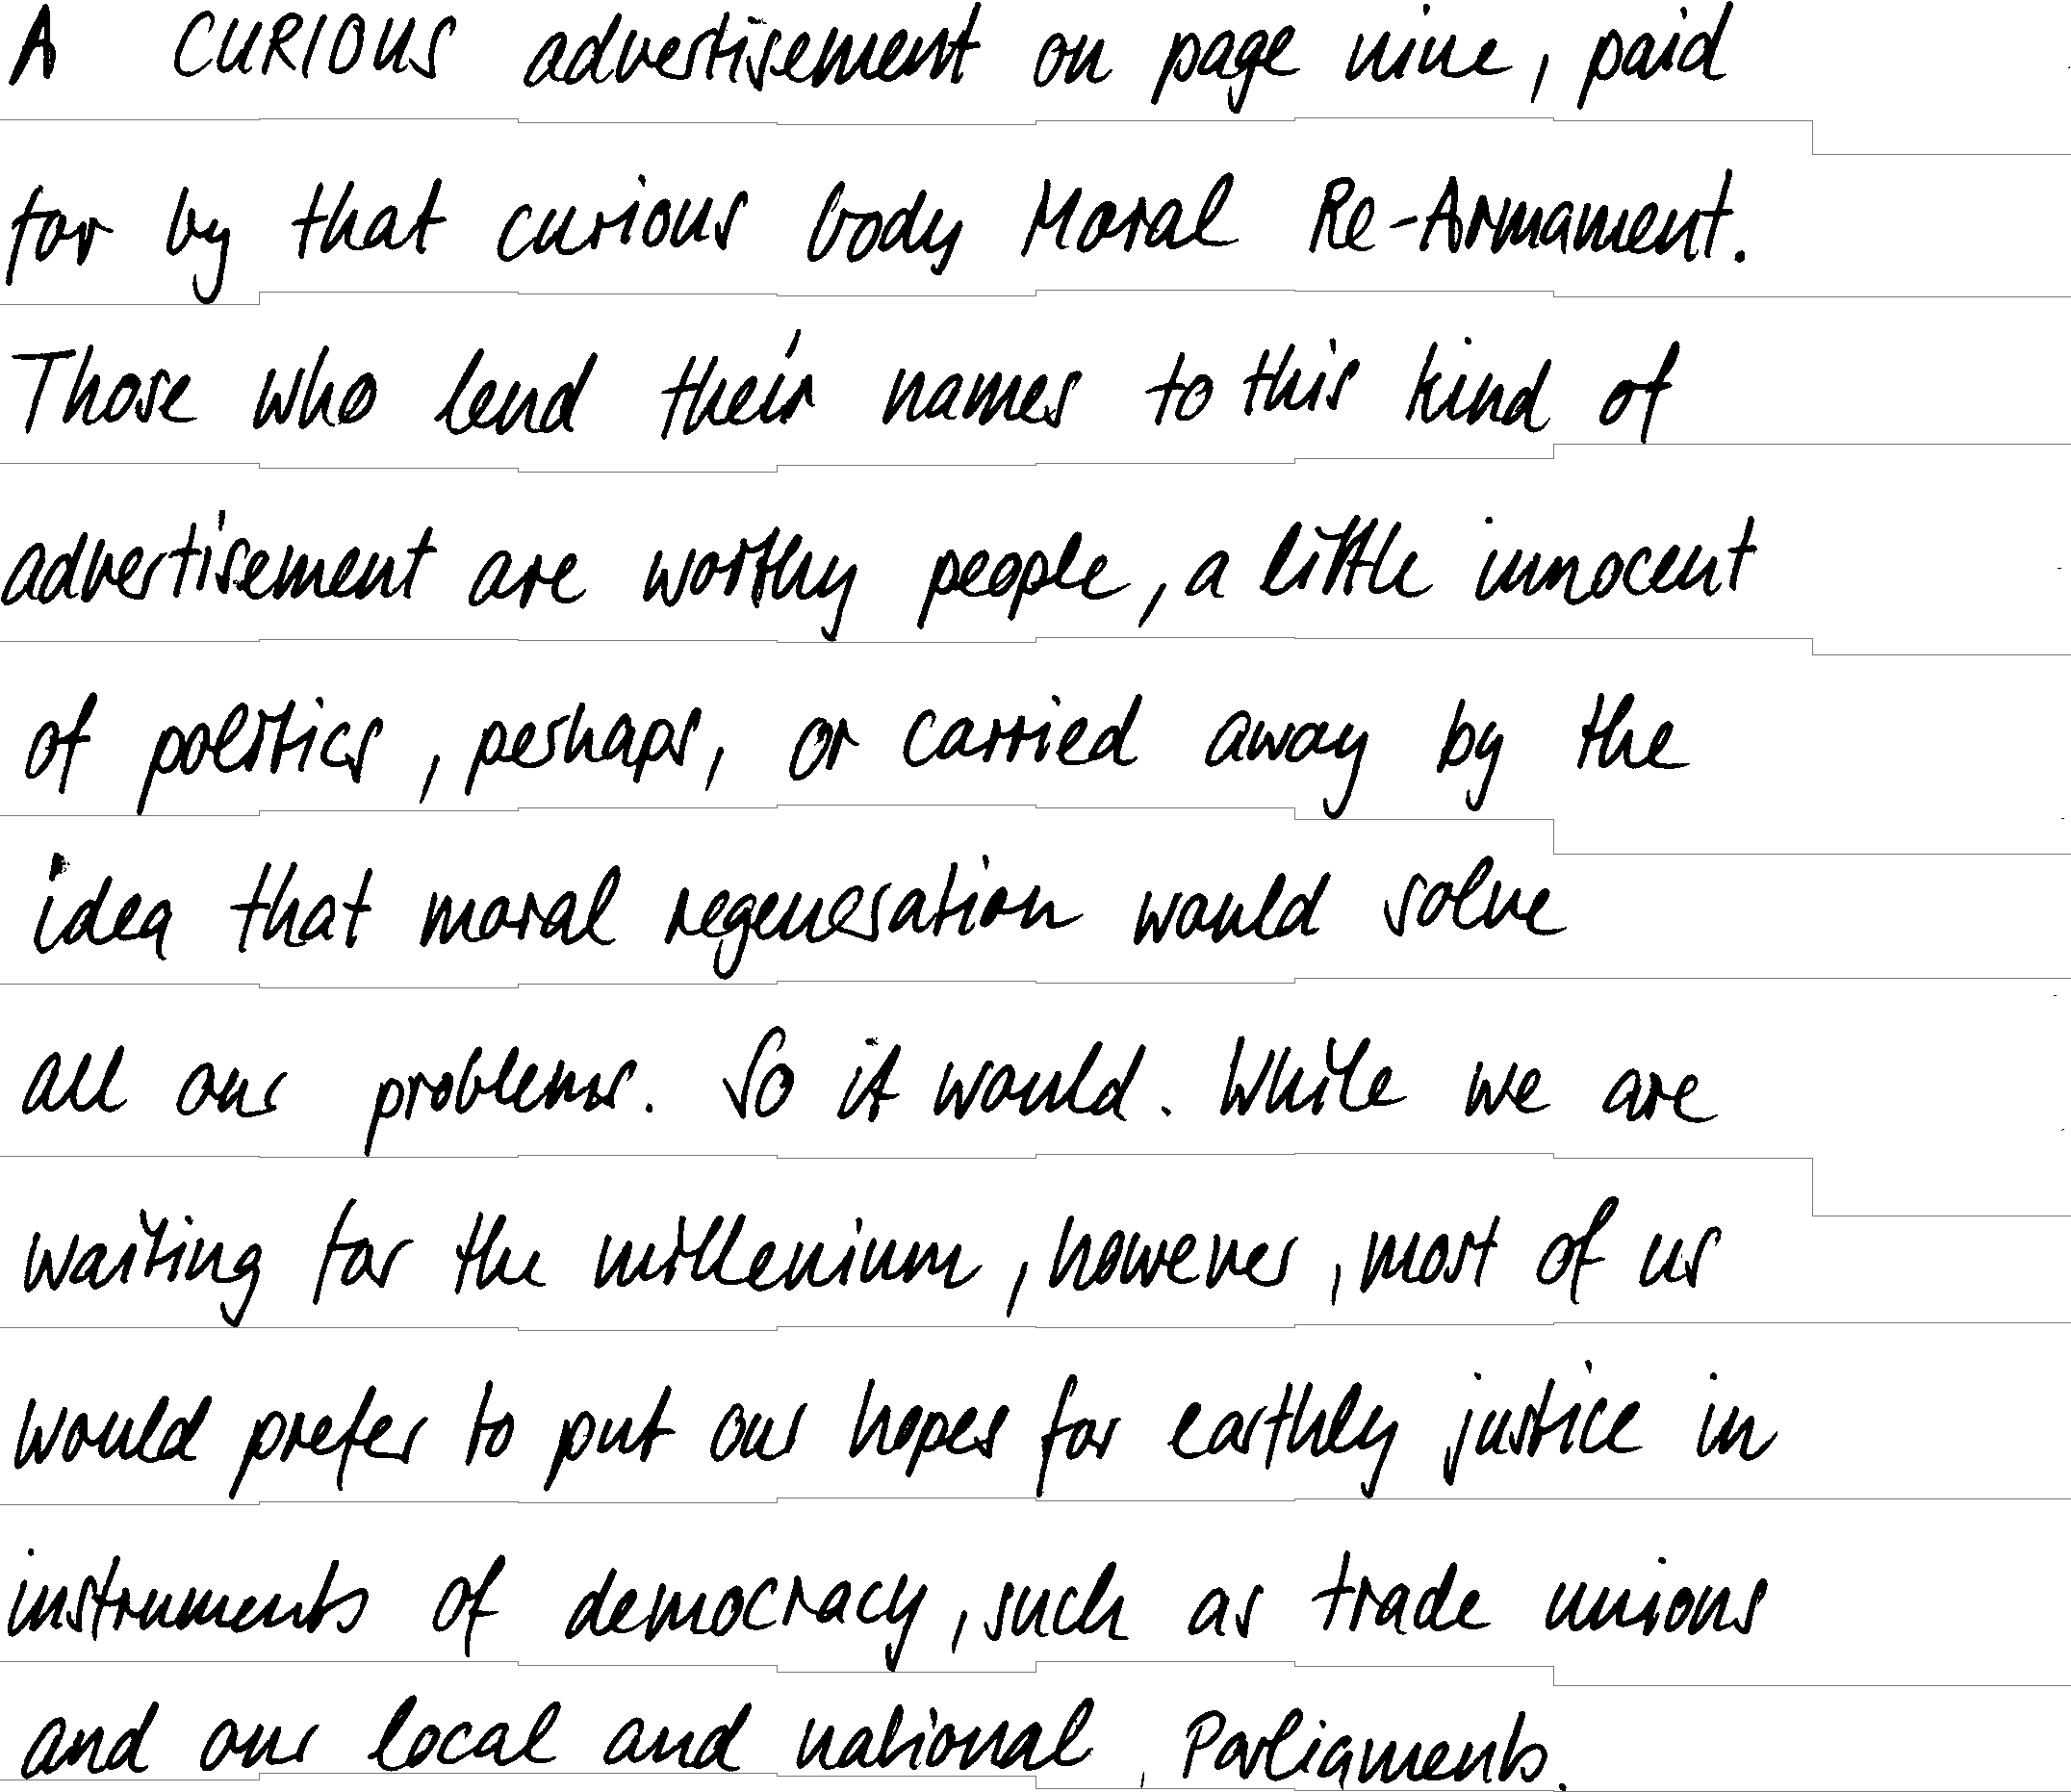 A CURIOUS advertisement on page nine, paid
for by that curious body Moral Re-Armament.
Those who lend their names to this kind of
advertisement are worthy people, a little innocent
of politics, perhaps, or carried away by the
idea that moral regeneration would solve
all our problems. So it would. While we are
waiting for the millenium, however, most of us
would prefer to put our hopes for earthly justice in
instruments of democracy, such as trade unions
and our local and national Parliaments.